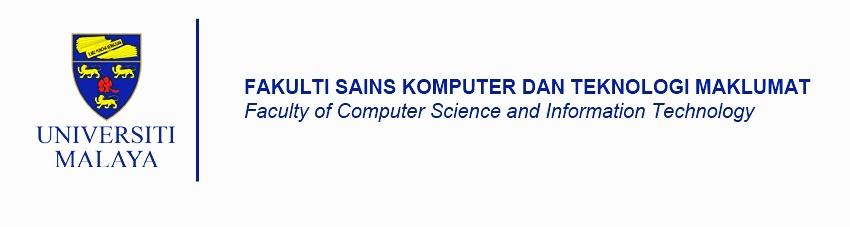 UNIVERSITI
MALAYA
FAKULTI SAINS KOMPUTER DAN TEKNOLOGI MAKLUMAT
Faculty of Computer Science and Information Technology